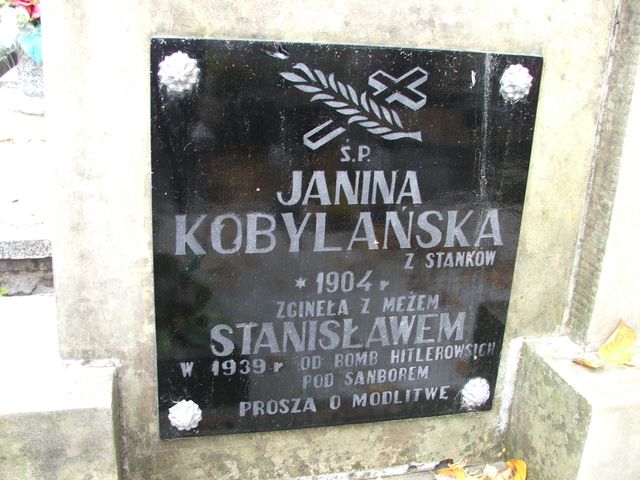 Ś.P.
JANINA
KOBYLAŃSKA
Z STANKÓW
* 1904 r
ZGINEŁA Z MEŻEM
STANISŁAWEM
W 1939 r OD BOMB HITLEROWSICH
POD SANBOREM
PROSZA O MODLITWE